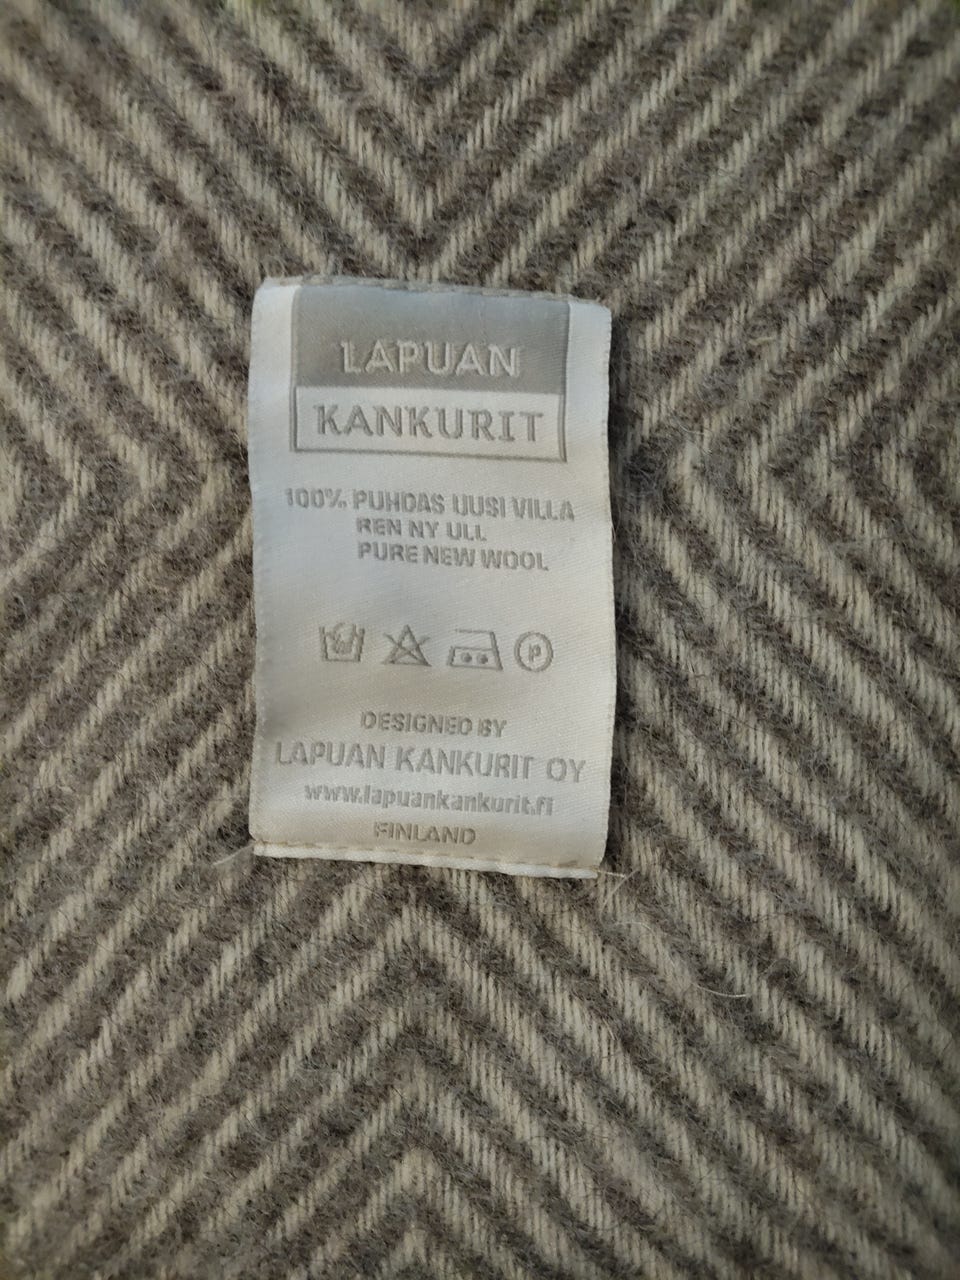 LAPUAN
KANKURIT
100% PUHDAS UUSI VILLA
REN NY ULL
PURE NEW WOOL
P
DESIGNED BY
LAPUAN KANKURIT OY
www.lapuankankurit.fi
FINLAND